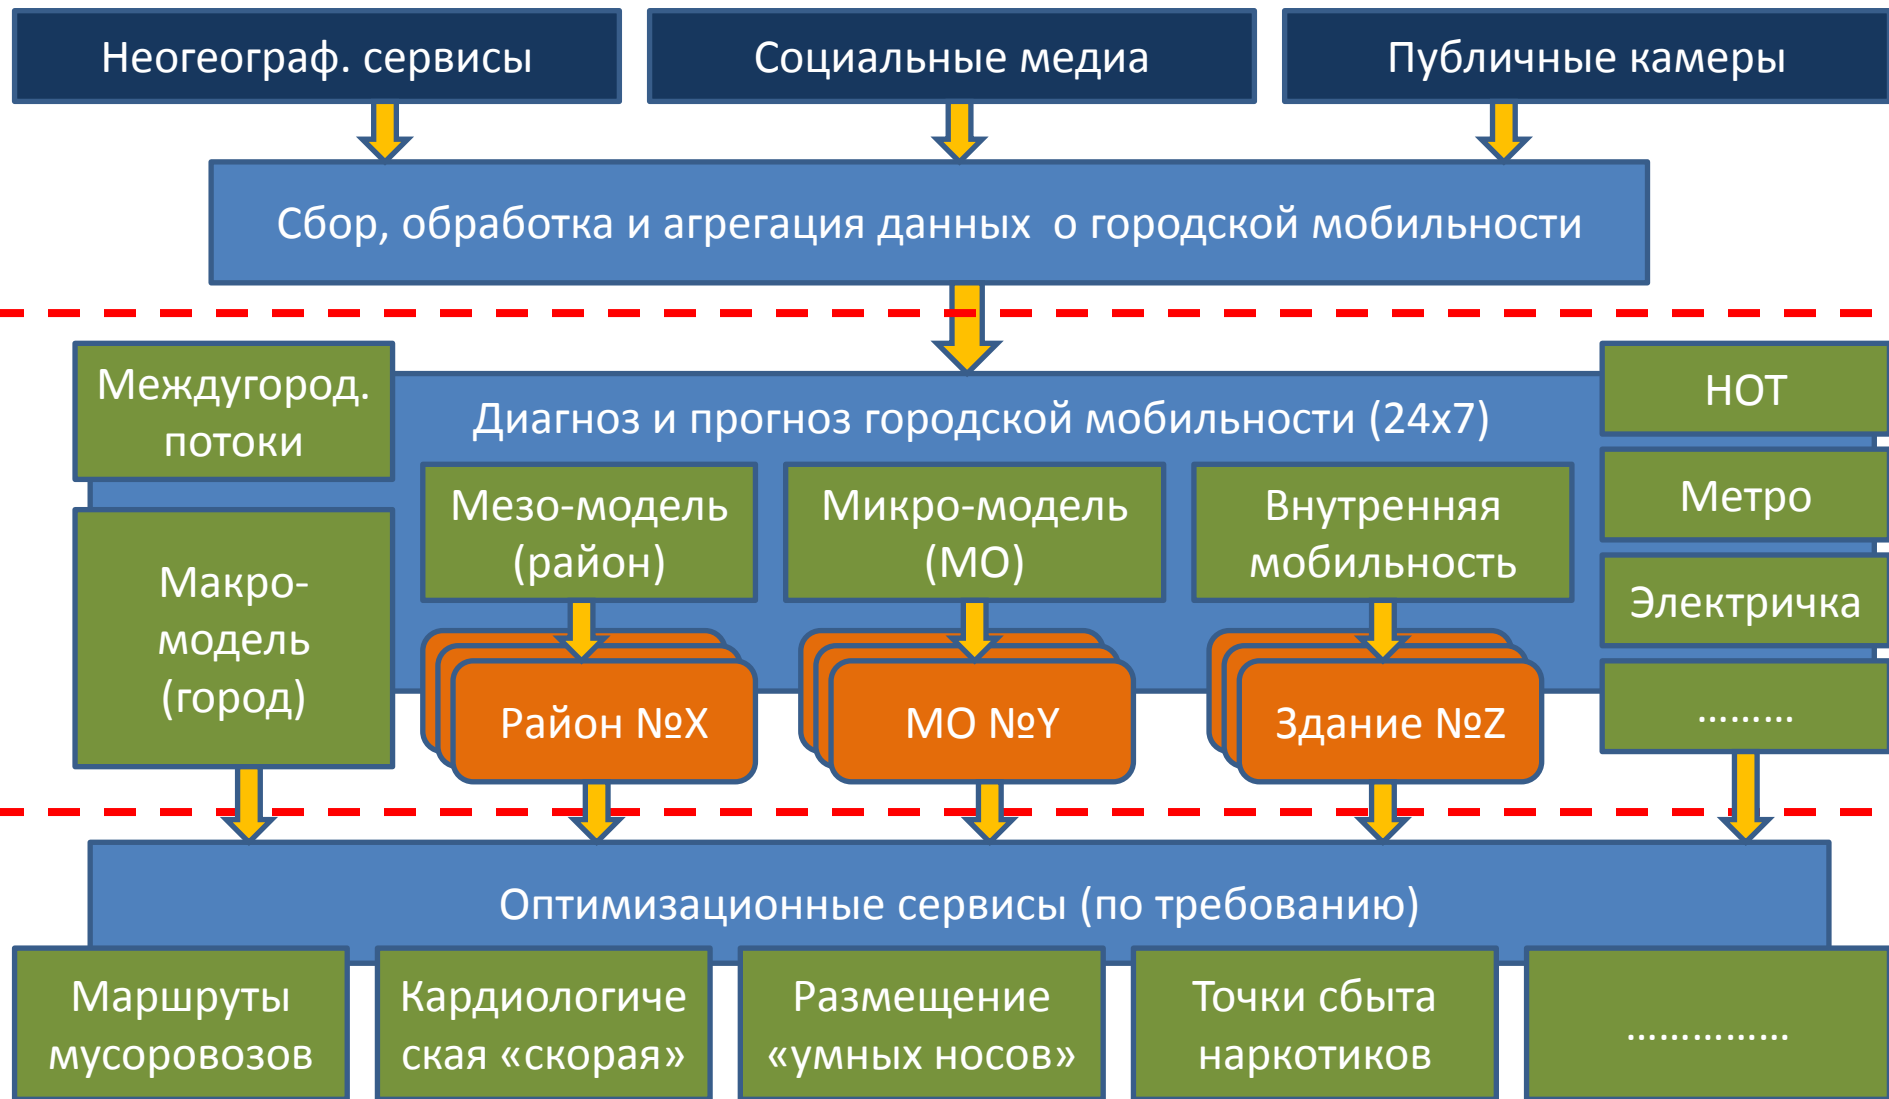 Неогеограф. сервисы
Социальные медиа
Публичные камеры
Сбор, обработка и агрегация данных о городской мобильности
Междугород.
потоки
Диагноз и прогноз городской мобильности (24x7)
НОТ
Метро
Электричка
………
Макро-
модель
(город)
Мезо-модель
(район)
Микро-модель
(МО)
Внутренняя
мобильность
Район №X
МО №Y
Здание №Z
Оптимизационные сервисы (по требованию)
Маршруты
мусоровозов
Кардиологиче
ская «скорая»
Размещение
«умных носов»
Точки сбыта
наркотиков
……………